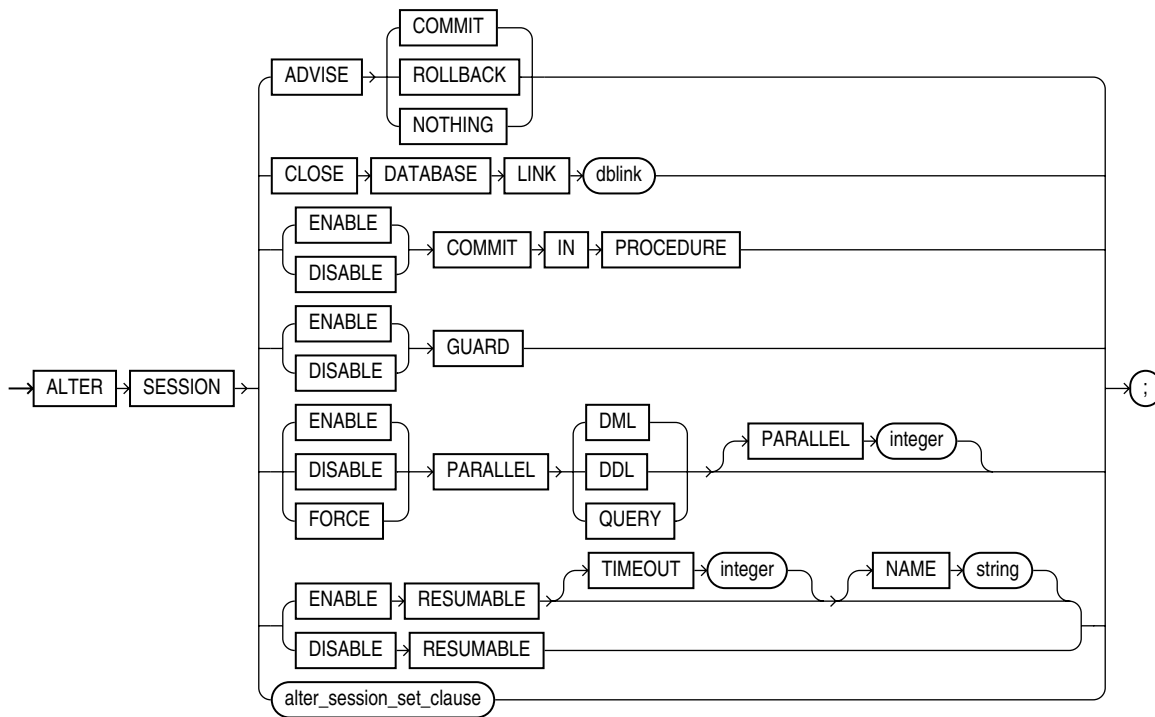 COMMIT
ADVISE ROLLBACK
NOTHING
CLOSE DATABASE LINK dblink
ENABLE
COMMIT IN PROCEDURE
DISABLE
ENABLE
GUARD
DISABLE
ALTER SESSION ;
ENABLE DML PARALLEL integer
DISABLE PARALLEL DDL
FORCE QUERY
TIMEOUT integer NAME string
ENABLE RESUMABLE
DISABLE RESUMABLE
alter_session_set_clause